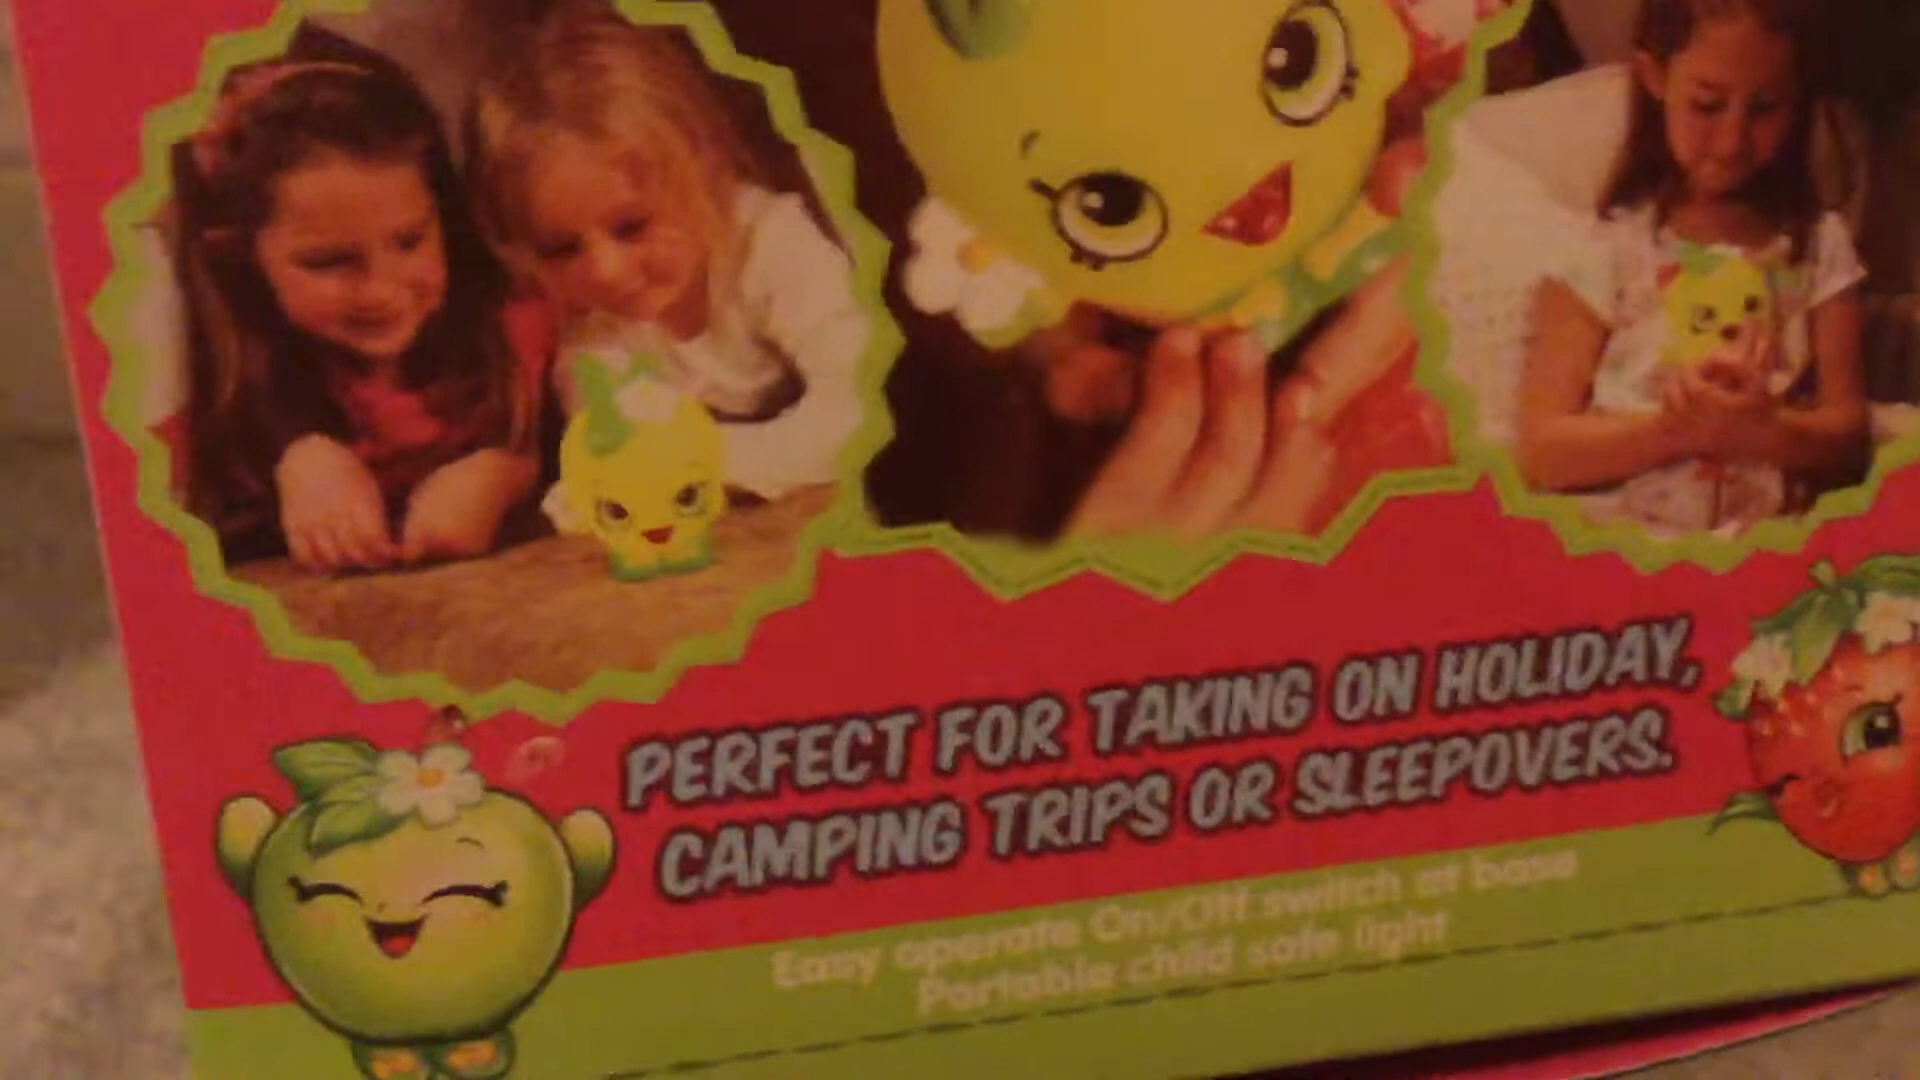 PERFECT FOR TAKING ON HOLIDAY,
CAMPING TRIPS OR SLEEPOVERS.
Easy operate On/Off switch at base
Portable child safe light